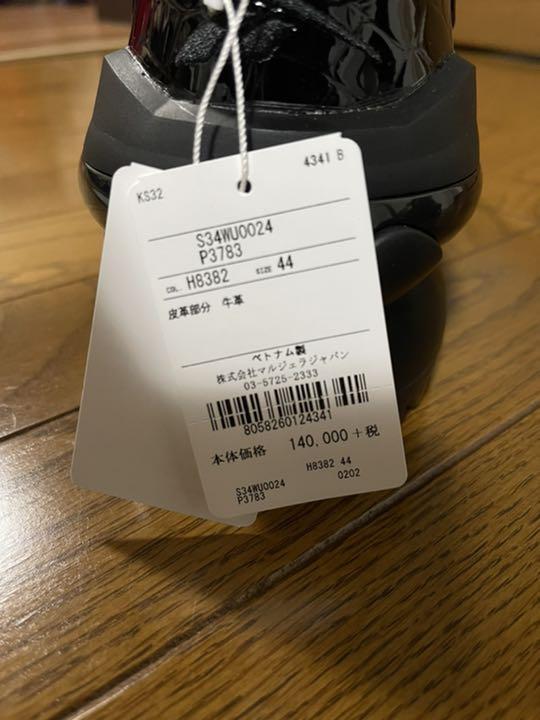 KS32 4341 B
S34WU0024
P3783
COL. H8382 SIZE 44
皮革部分 牛革
ベトナム製
株式会社マルジェラジャパン
03-5725-2333
8058260124341
本体価格 140,000+税
H8382 44
S34WU0024 0202
P3783